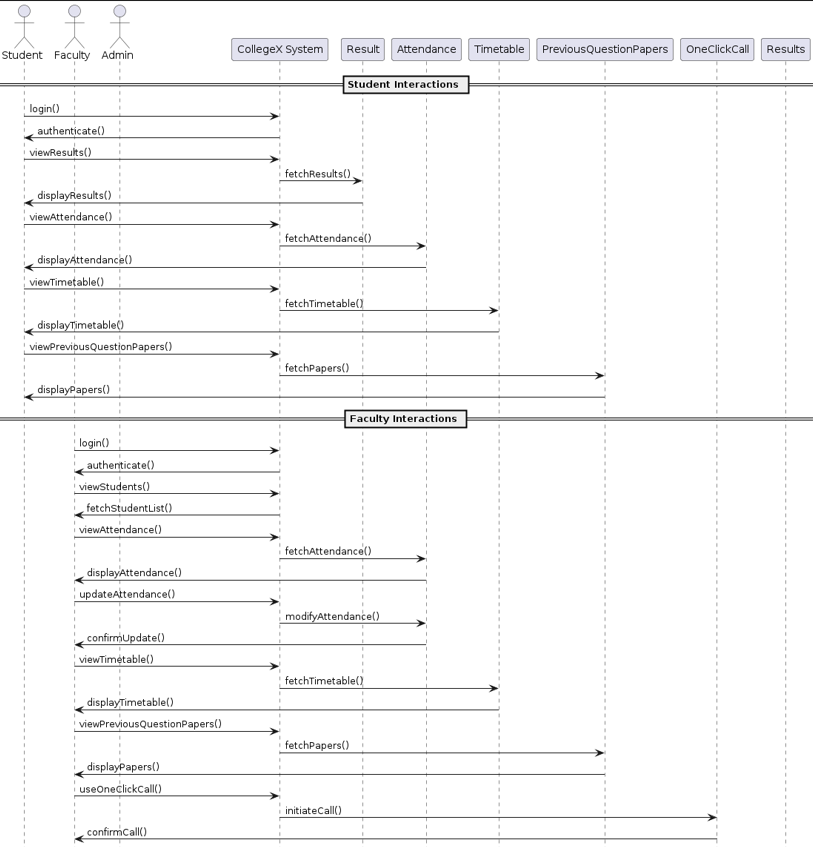 Student Faculty Admin
CollegeX System Result Attendance Timetable PreviousQuestionPapers OneClickCall Results
Student Interactions
login()
authenticate()
viewResults()
fetchResults()
displayResults()
viewAttendance()
fetchAttendance()
displayAttendance()
viewTimetable()
fetchTimetable()
displayTimetable()
viewPreviousQuestionPapers()
fetchPapers()
displayPapers()
Faculty Interactions
login()
authenticate()
viewStudents()
fetchStudentList()
viewAttendance()
fetchAttendance()
displayAttendance()
updateAttendance()
modifyAttendance()
confirmUpdate()
viewTimetable()
fetchTimetable()
displayTimetable()
viewPreviousQuestionPapers()
fetchPapers()
displayPapers()
useOneClickCall()
initiateCall()
confirmCall()